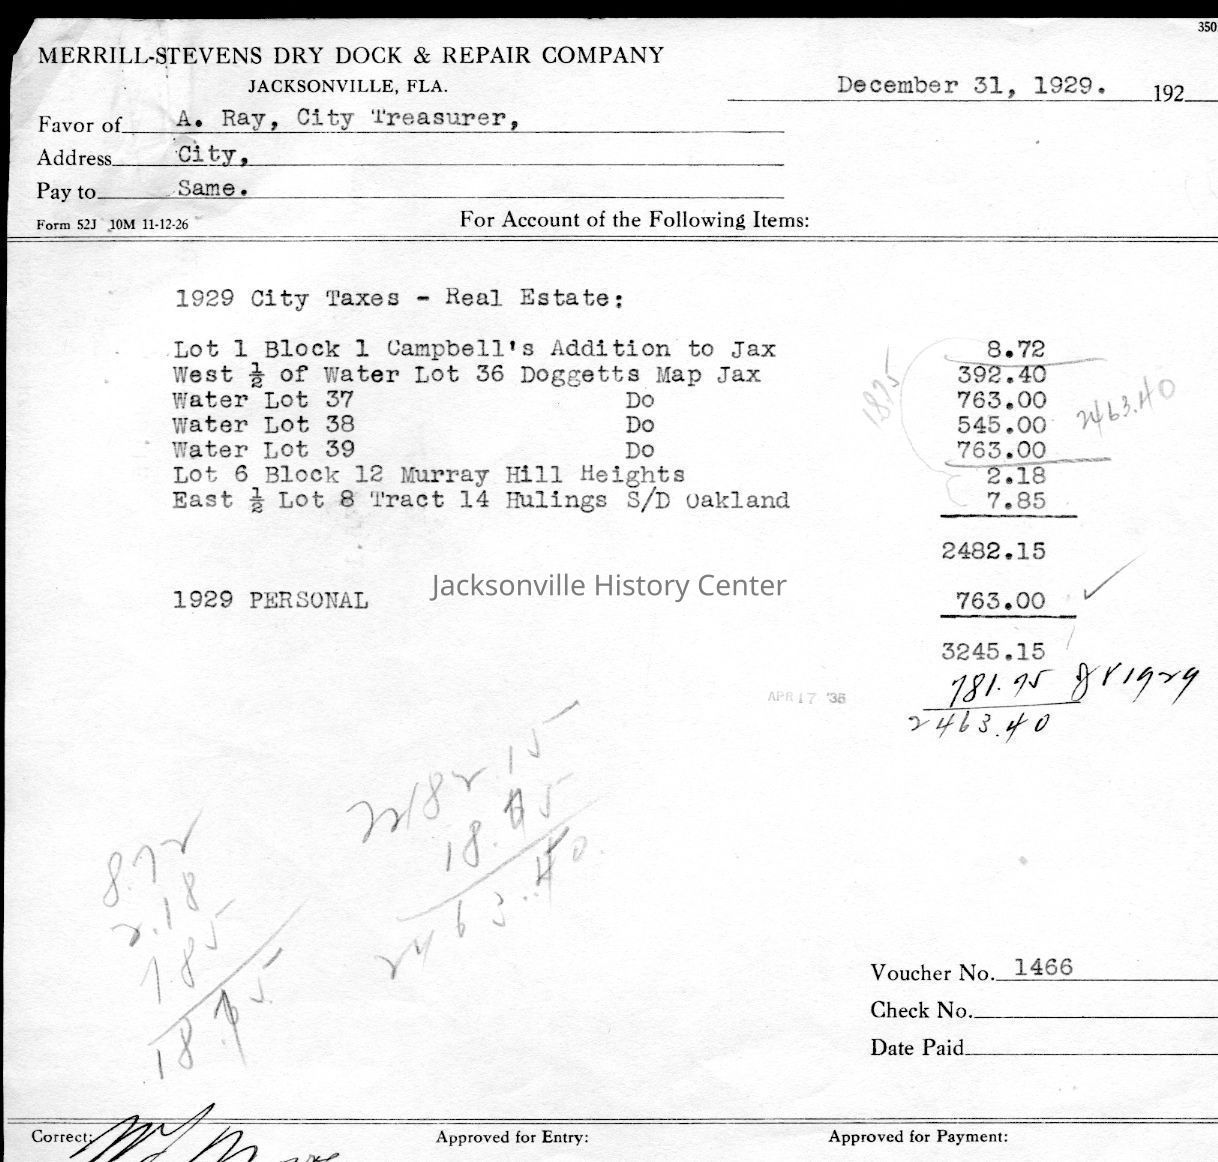 350
MERRILL-STEVENS DRY DOCK & REPAIR COMPANY
JACKSONVILLE, FLA.
December 31, 1929. 192
Favor of A. Ray, City Treasurer,
Address City,
Pay to Same.
Form 52J 10M 11-12-26
For Account of the Following Items:
1929 City Taxes - Real Estate:
Lot 1 Block 1 Campbell's Addition to Jax 8.72
West ½ of Water Lot 36 Doggetts Map Jax 392.40
Water Lot 37 Do 763.00
Water Lot 38 Do 545.00
Water Lot 39 Do 763.00
1875
2463.40
Lot 6 Block 12 Murray Hill Heights 2.18
East ½ Lot 8 Tract 14 Hulings S/D Oakland 7.85
2482.15
Jacksonville History Center
1929 PERSONAL 763.00
3245.15
781.75 1929
2463.40
APR 17 '36
2482.15
18.75
2463.40
8.72
2.18
7.85
18.75
Voucher No. 1466
Check No.
Date Paid
Correct:
Approved for Entry:
Approved for Payment: